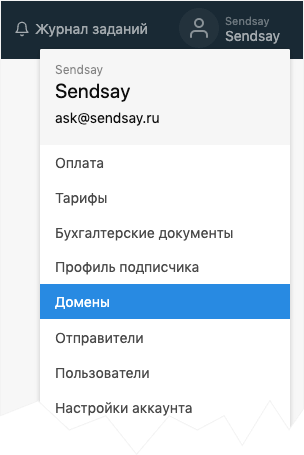 Журнал заданий
Sendsay
Sendsay
Sendsay
Sendsay
ask@sendsay.ru
Оплата
Тарифы
Бухгалтерские документы
Профиль подписчика
Домены
Отправители
Пользователи
Настройки аккаунта